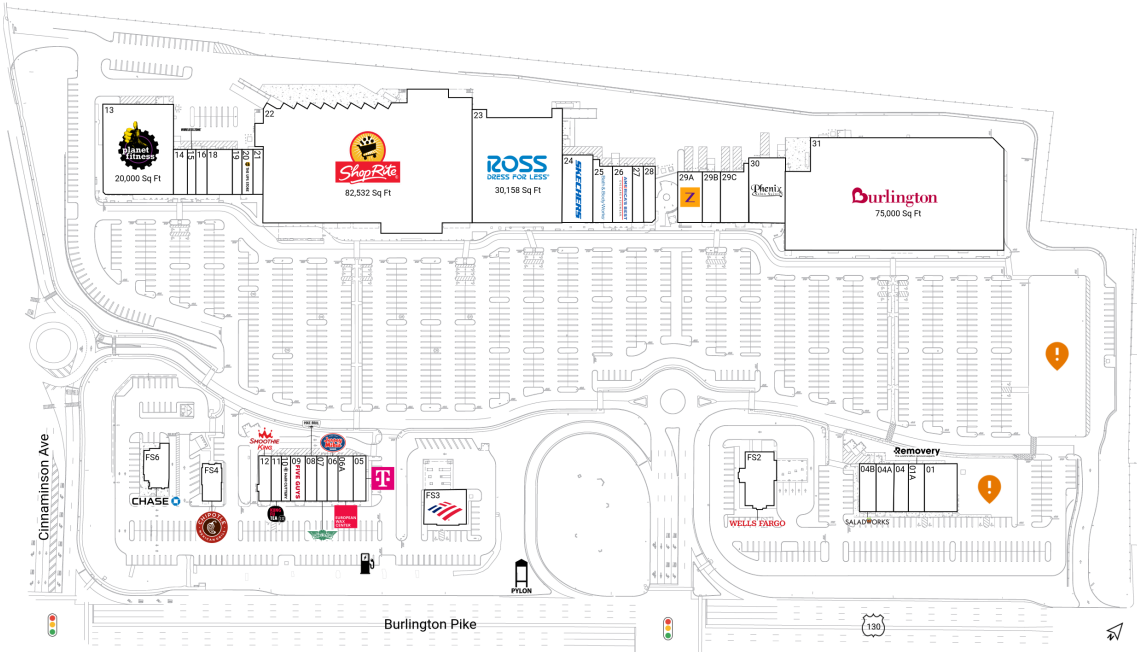 13
planet
fitness
20,000 Sq Ft
14
15
16
18
19
20
21
22
ShopRite
82,532 Sq Ft
23
ROSS
DRESS FOR LESS
30,158 Sq Ft
24
SKECHERS
25
26
AMERICA'S BEST
27
28
29A
Z
29B
29C
30
Phenix
31
Burlington
75,000 Sq Ft
Cinnaminson Ave
FS6
CHASE
FS4
CHIPOTLE
SMOOTHIE
KING
12
11
10
09
FIVE GUYS
08
07
06
06A
05
T
EUROPEAN
WAX
CENTER
FS3
FS2
WELLS FARGO
Removery
04B
04A
04
01A
01
SALADWORKS
PYLON
Burlington Pike
130